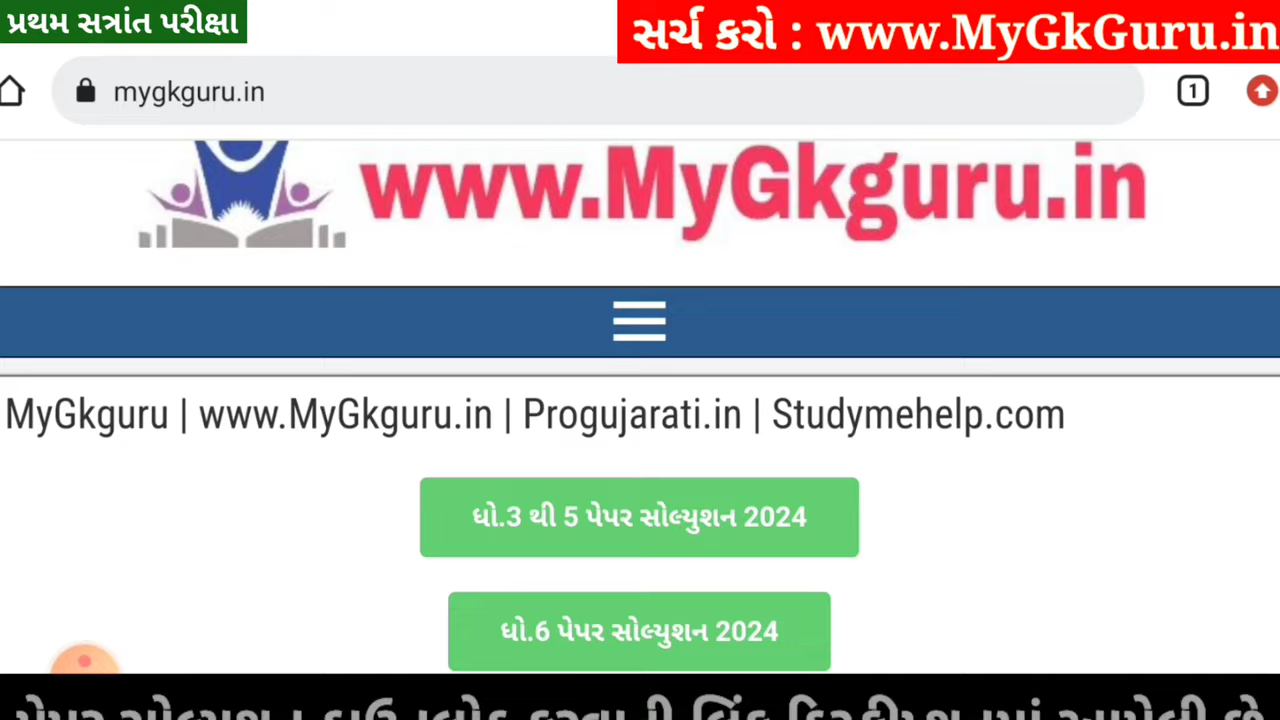 પ્રથમ સત્રાંત પરીક્ષા
સર્ચ કરો : www.MyGkGuru.in
mygkguru.in
1
www.MyGkguru.in
MyGkguru | www.MyGkguru.in | Progujarati.in | Studymehelp.com
ધો.3 થી 5 પેપર સોલ્યુશન 2024
ધો.6 પેપર સોલ્યુશન 2024